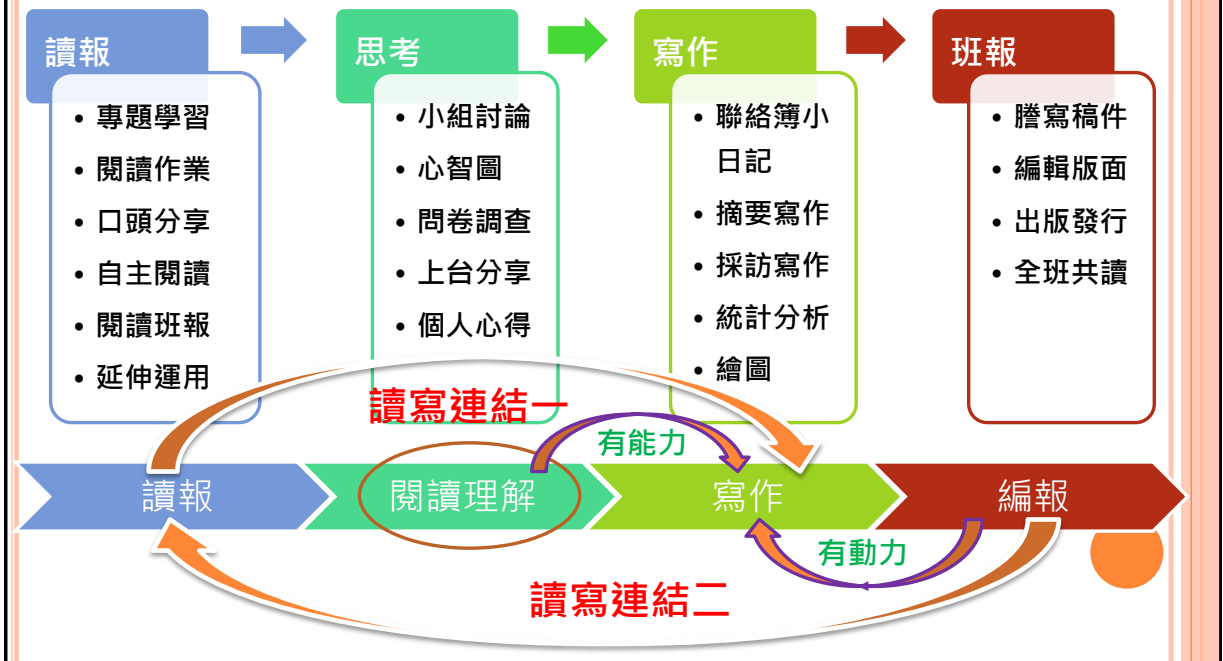 讀報
• 專題學習
• 閱讀作業
• 口頭分享
• 自主閱讀
• 閱讀班報
• 延伸運用
思考
• 小組討論
• 心智圖
• 問卷調查
• 上台分享
• 個人心得
寫作
• 聯絡簿小
日記
• 摘要寫作
• 採訪寫作
• 統計分析
• 繪圖
班報
• 謄寫稿件
• 編輯版面
• 出版發行
• 全班共讀
讀寫連結一
有能力
讀報
閱讀理解
寫作
編報
有動力
讀寫連結二